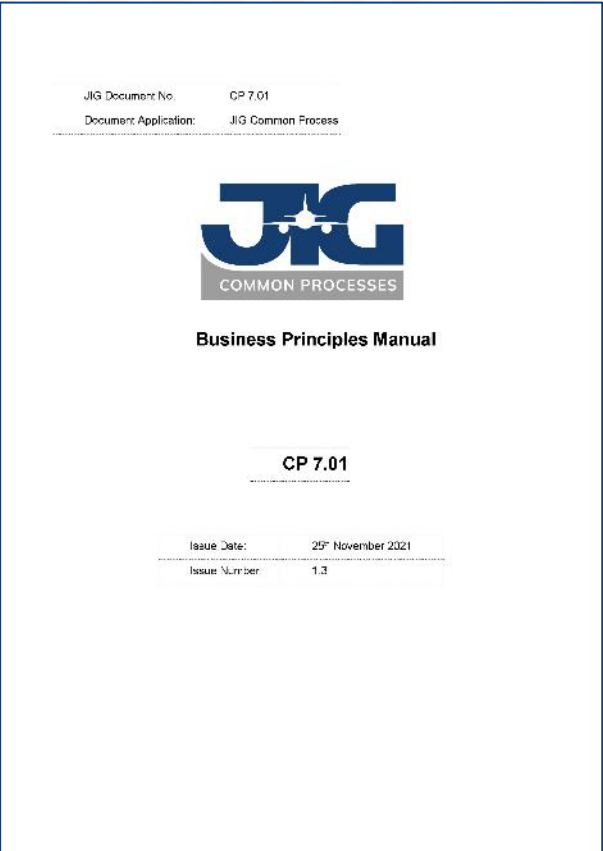 JIG Document No. CP 7.01
Document Application: JIG Common Process
JIG
COMMON PROCESSES
Business Principles Manual
CP 7.01
Issue Date: 25th November 2021
Issue Number: 1.3